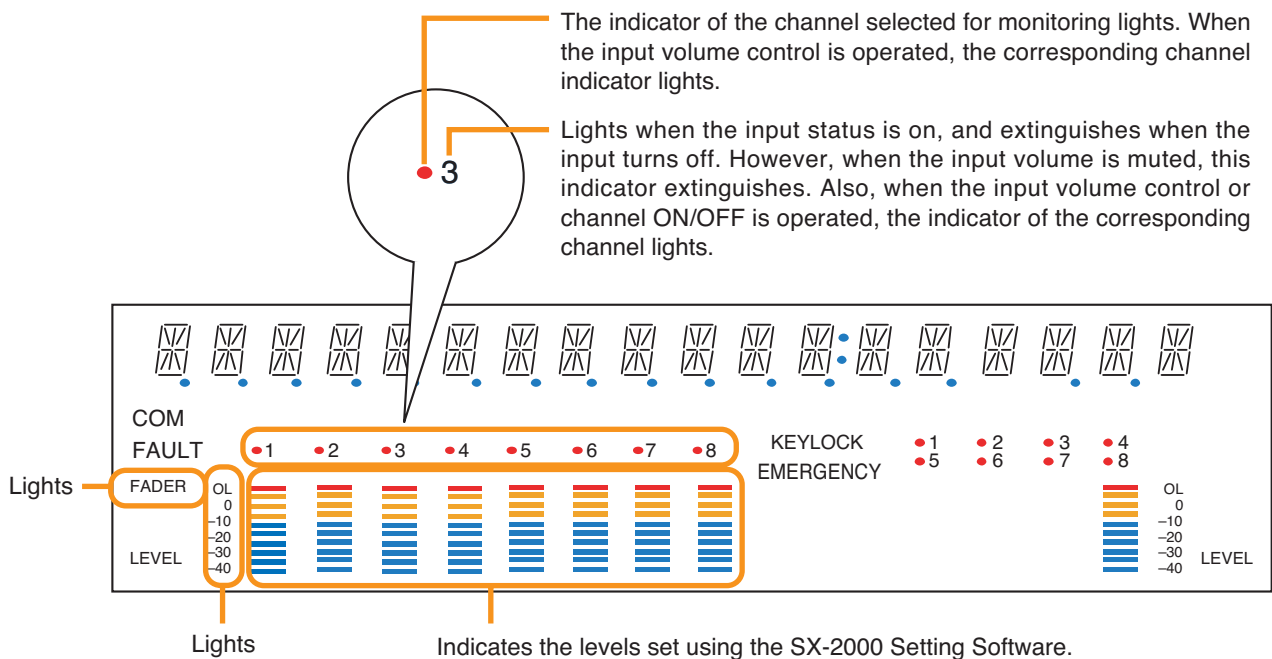 The indicator of the channel selected for monitoring lights. When
the input volume control is operated, the corresponding channel
indicator lights.
Lights when the input status is on, and extinguishes when the
input turns off. However, when the input volume is muted, this
indicator extinguishes. Also, when the input volume control or
channel ON/OFF is operated, the indicator of the corresponding
channel lights.
3
COM
FAULT
1 2 3 4 5 6 7 8
KEYLOCK
EMERGENCY
1 2 3 4
5 6 7 8
Lights
FADER
LEVEL
OL
0
–10
–20
–30
–40
OL
0
–10
–20
–30
–40
LEVEL
Lights
Indicates the levels set using the SX-2000 Setting Software.